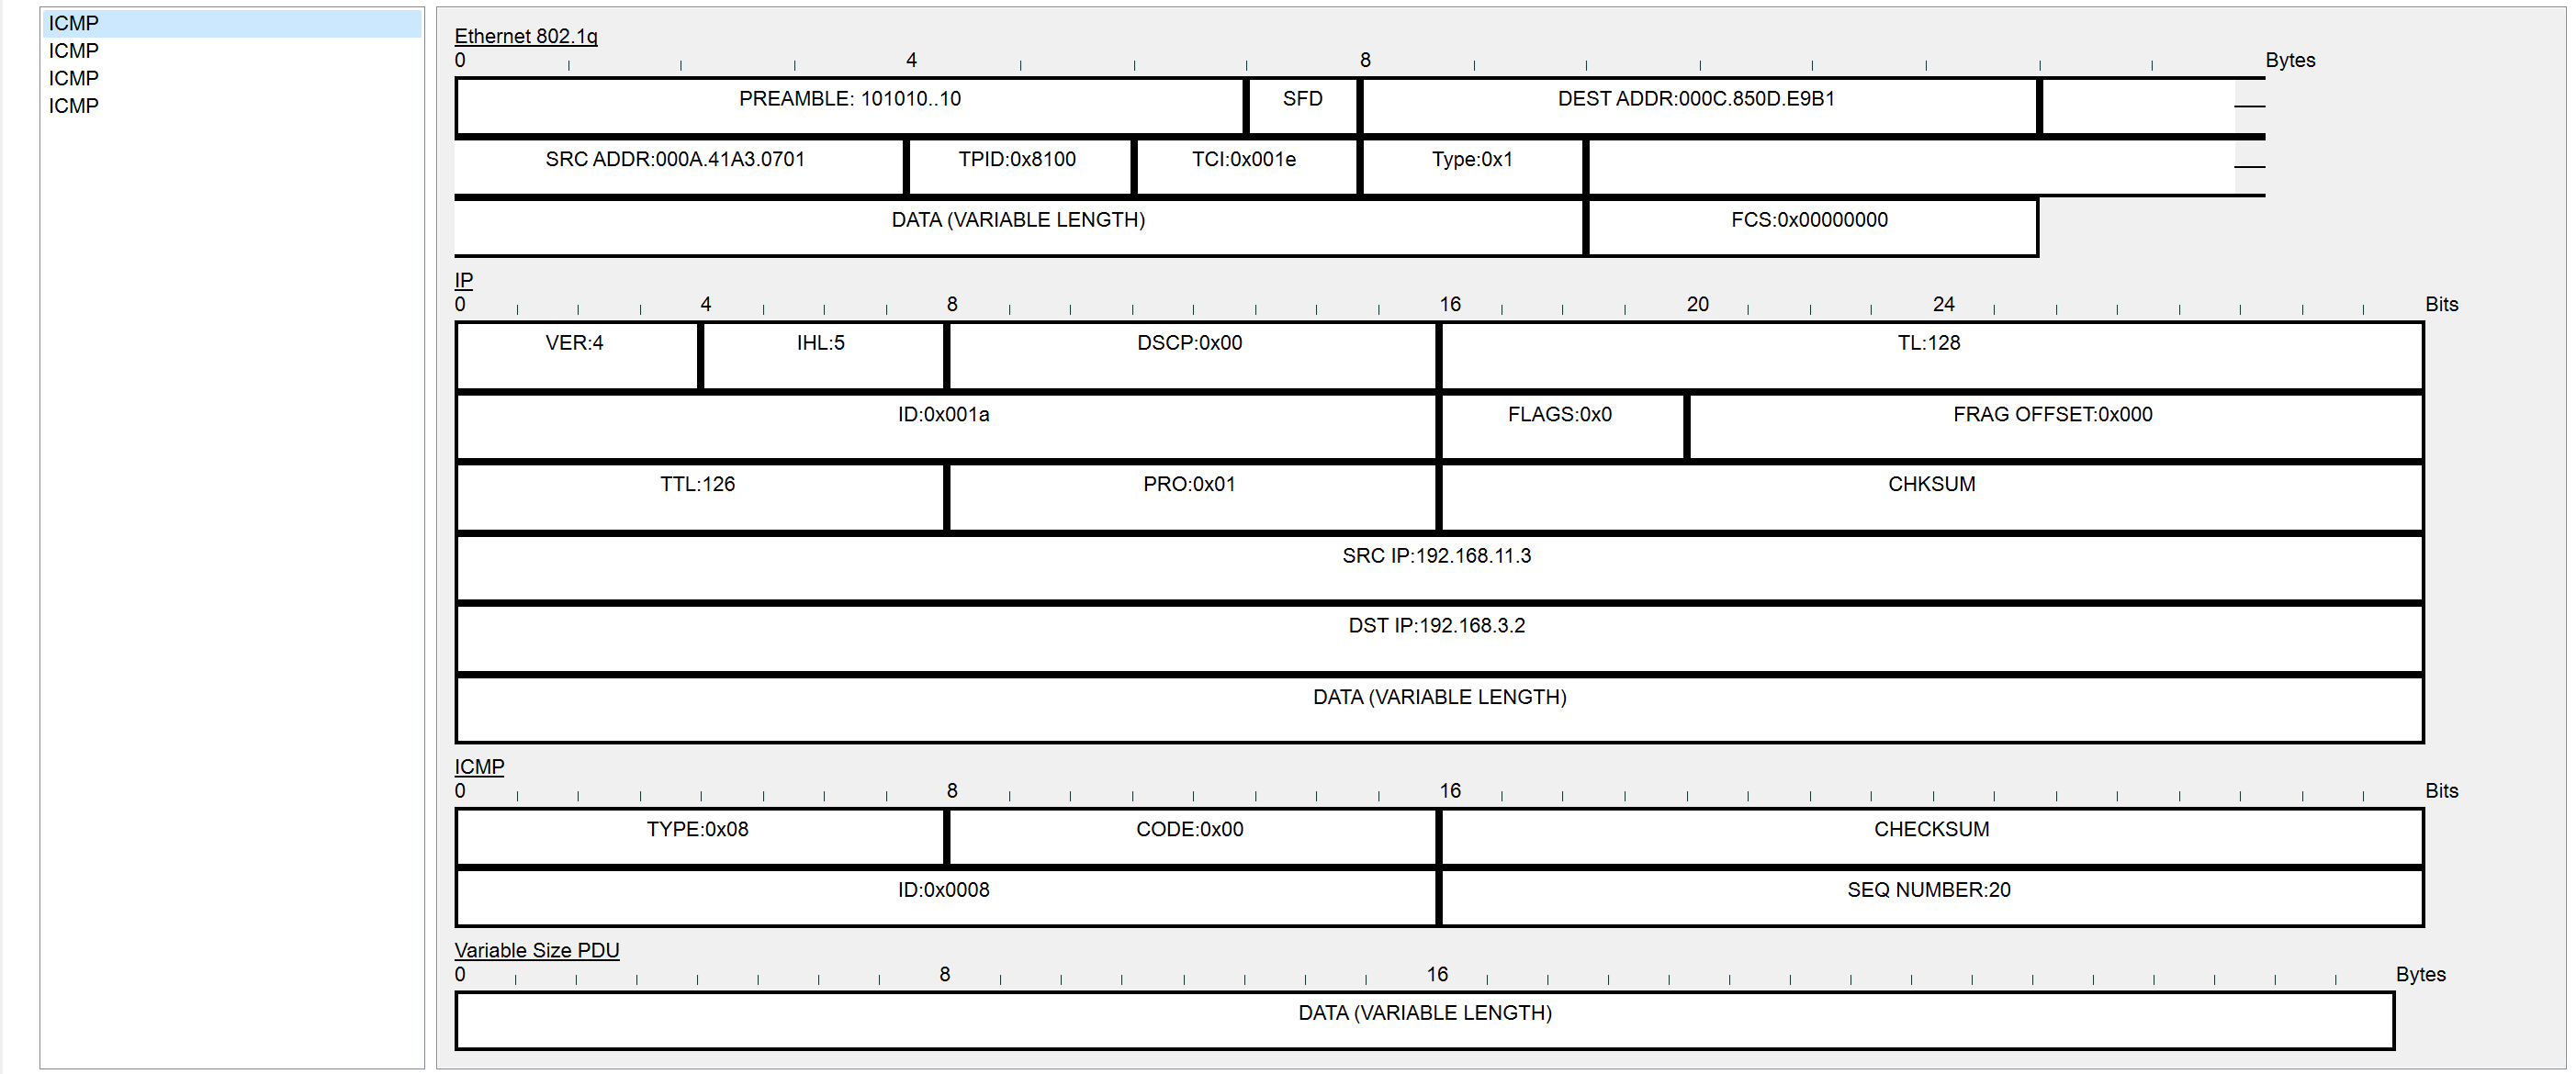 ICMP
ICMP
ICMP
ICMP
Ethernet 802.1q
0 4 8 Bytes
PREAMBLE: 101010..10 SFD DEST ADDR:000C.850D.E9B1
SRC ADDR:000A.41A3.0701 TPID:0x8100 TCI:0x001e Type:0x1
DATA (VARIABLE LENGTH) FCS:0x00000000
IP
0 4 8 16 20 24 Bits
VER:4 IHL:5 DSCP:0x00 TL:128
ID:0x001a FLAGS:0x0 FRAG OFFSET:0x000
TTL:126 PRO:0x01 CHKSUM
SRC IP:192.168.11.3
DST IP:192.168.3.2
DATA (VARIABLE LENGTH)
ICMP
0 8 16 Bits
TYPE:0x08 CODE:0x00 CHECKSUM
ID:0x0008 SEQ NUMBER:20
Variable Size PDU
0 8 16 Bytes
DATA (VARIABLE LENGTH)